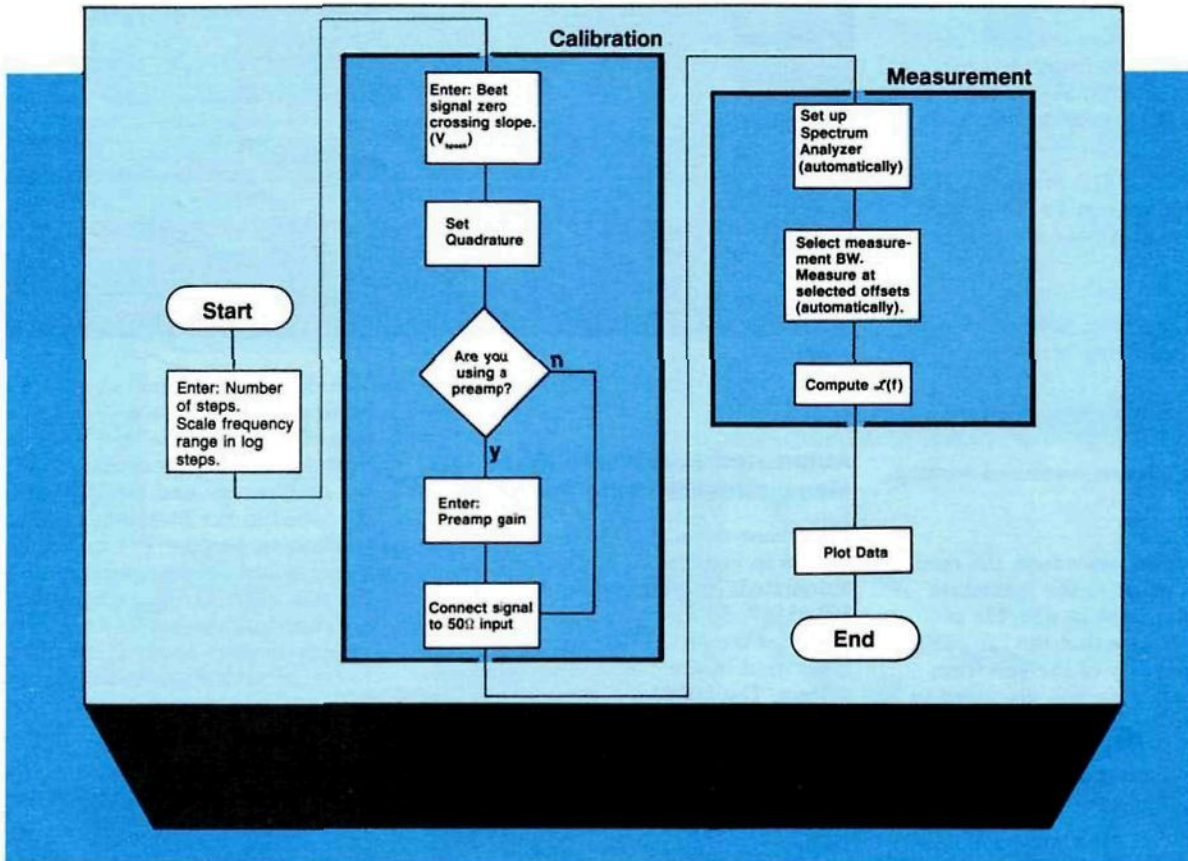 Start
Enter: Number
of steps.
Scale frequency
range in log
steps.
Calibration
Enter: Beat
signal zero
crossing slope.
(Vbpeak)
Set
Quadrature
Are you
using a
preamp?
n
y
Enter:
Preamp gain
Connect signal
to 50Ω input
Measurement
Set up
Spectrum
Analyzer
(automatically)
Select measure-
ment BW.
Measure at
selected offsets
(automatically).
Compute ℒ(f)
Plot Data
End